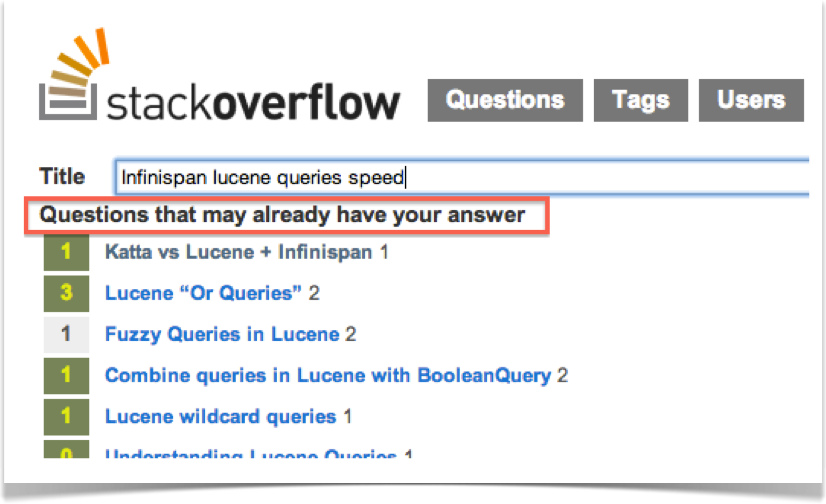 stackoverflow Questions Tags Users
Title Infinispan lucene queries speed
Questions that may already have your answer
1 Katta vs Lucene + Infinispan 1
3 Lucene “Or Queries” 2
1 Fuzzy Queries in Lucene 2
1 Combine queries in Lucene with BooleanQuery 2
1 Lucene wildcard queries 1
0 Understanding Lucene Queries 1